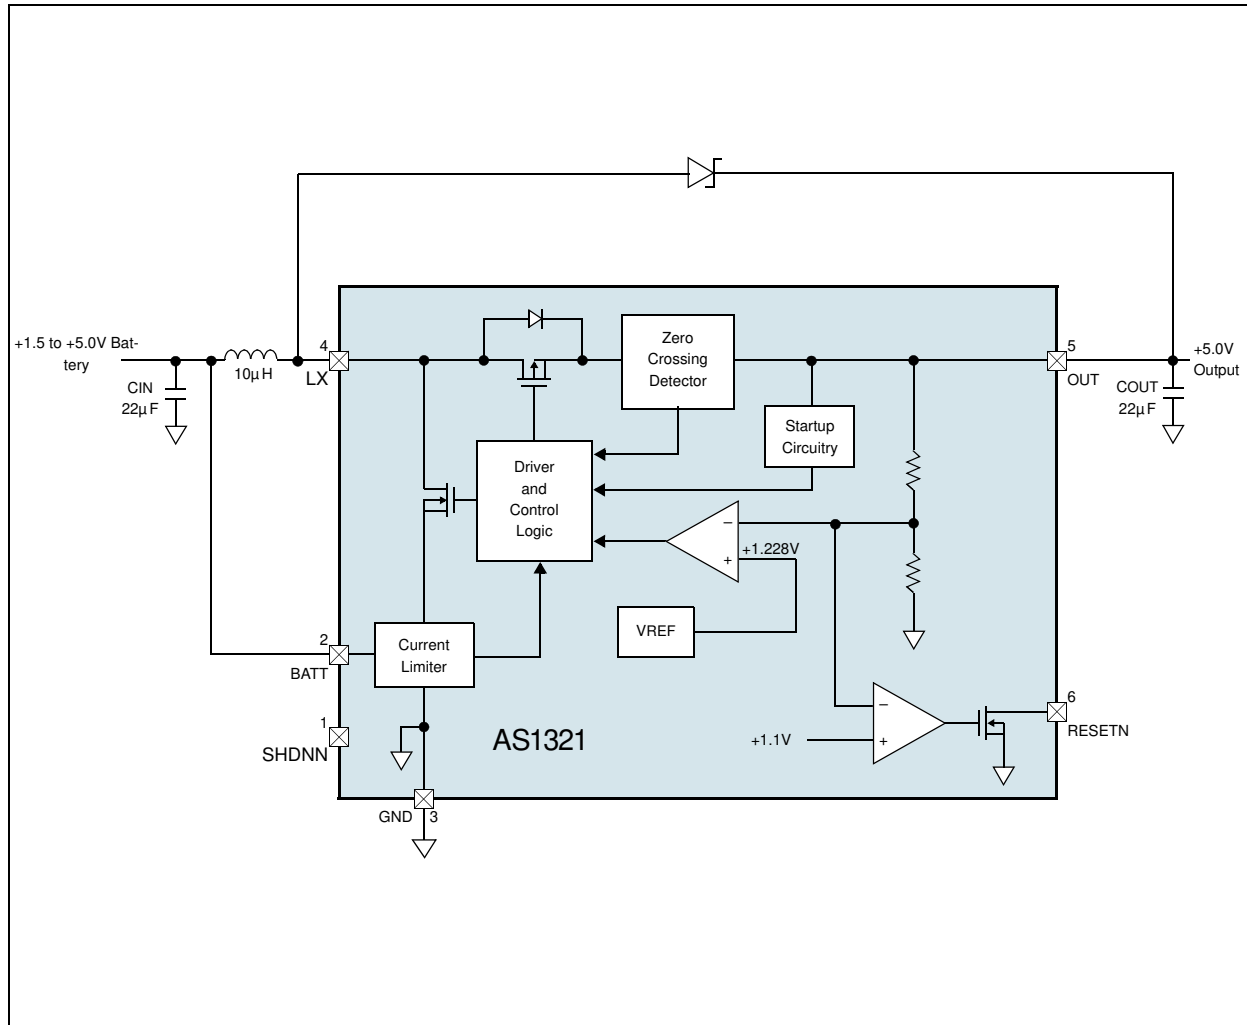 +1.5 to +5.0V Bat-
tery
CIN
22µF
10µH
4
LX
Zero
Crossing
Detector
5
OUT
+5.0V
Output
COUT
22µF
Startup
Circuitry
Driver
and
Control
Logic
−
+1.228V
+
VREF
2
BATT
Current
Limiter
1
SHDNN
AS1321
+1.1V
−
+
6
RESETN
GND
3